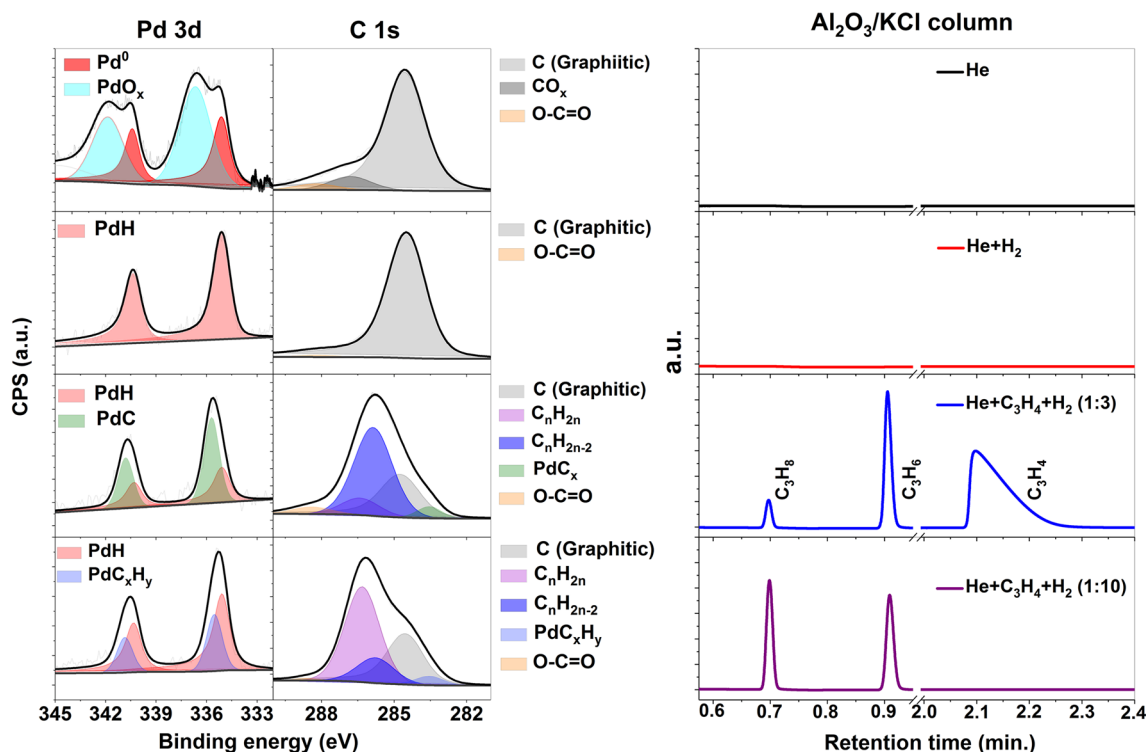 Pd 3d
C 1s
Pd⁰
PdOₓ
C (Graphiitic)
COₓ
O-C=O
PdH
C (Graphitic)
O-C=O
PdH
PdC
C (Graphitic)
CₙH₂ₙ
CₙH₂ₙ₋₂
PdCₓ
O-C=O
PdH
PdCₓHᵧ
C (Graphitic)
CₙH₂ₙ
CₙH₂ₙ₋₂
PdCₓHᵧ
O-C=O
CPS (a.u.)
345 342 339 336 333 288 285 282
Binding energy (eV)
Al₂O₃/KCl column
He
He+H₂
He+C₃H₄+H₂ (1:3)
C₃H₈
C₃H₆
C₃H₄
He+C₃H₄+H₂ (1:10)
a.u.
0.6 0.7 0.8 0.9 2.0 2.1 2.2 2.3 2.4
Retention time (min.)